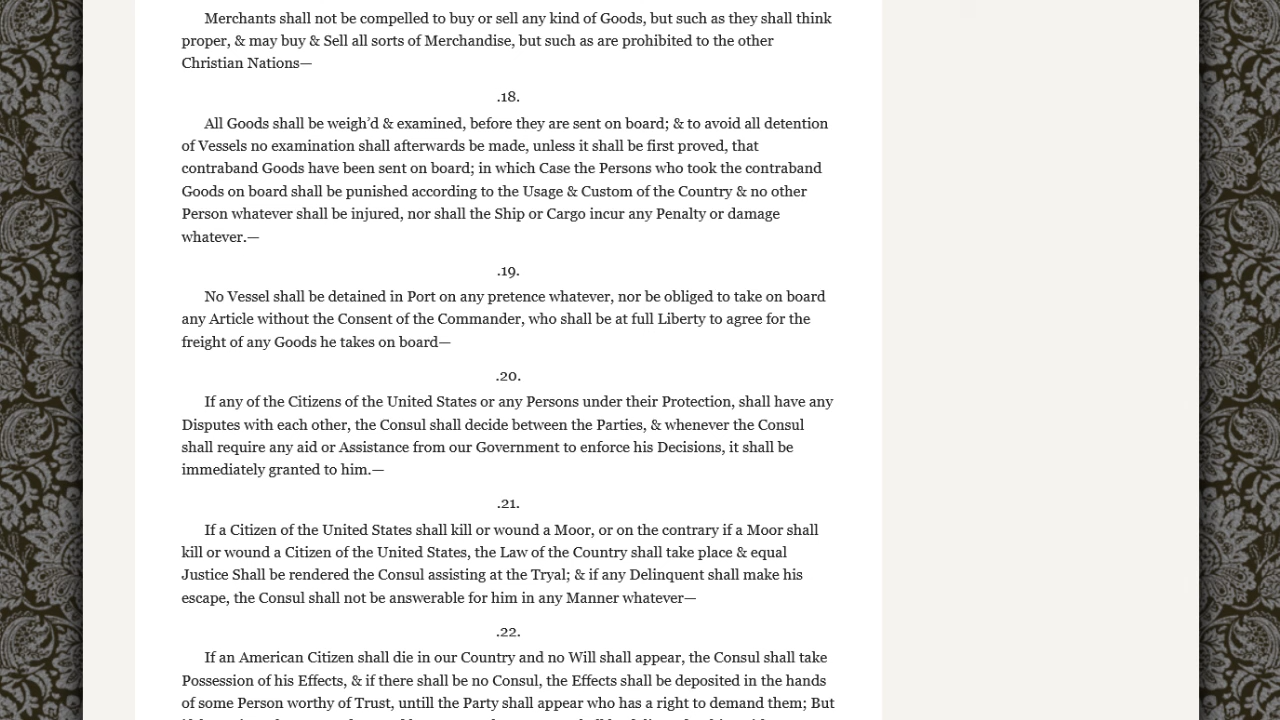 Merchants shall not be compelled to buy or sell any kind of Goods, but such as they shall think
proper, & may buy & Sell all sorts of Merchandise, but such as are prohibited to the other
Christian Nations—
.18.
All Goods shall be weigh’d & examined, before they are sent on board; & to avoid all detention
of Vessels no examination shall afterwards be made, unless it shall be first proved, that
contraband Goods have been sent on board; in which Case the Persons who took the contraband
Goods on board shall be punished according to the Usage & Custom of the Country & no other
Person whatever shall be injured, nor shall the Ship or Cargo incur any Penalty or damage
whatever.—
.19.
No Vessel shall be detained in Port on any pretence whatever, nor be obliged to take on board
any Article without the Consent of the Commander, who shall be at full Liberty to agree for the
freight of any Goods he takes on board—
.20.
If any of the Citizens of the United States or any Persons under their Protection, shall have any
Disputes with each other, the Consul shall decide between the Parties, & whenever the Consul
shall require any aid or Assistance from our Government to enforce his Decisions, it shall be
immediately granted to him.—
.21.
If a Citizen of the United States shall kill or wound a Moor, or on the contrary if a Moor shall
kill or wound a Citizen of the United States, the Law of the Country shall take place & equal
Justice Shall be rendered the Consul assisting at the Tryal; & if any Delinquent shall make his
escape, the Consul shall not be answerable for him in any Manner whatever—
.22.
If an American Citizen shall die in our Country and no Will shall appear, the Consul shall take
Possession of his Effects, & if there shall be no Consul, the Effects shall be deposited in the hands
of some Person worthy of Trust, untill the Party shall appear who has a right to demand them; But